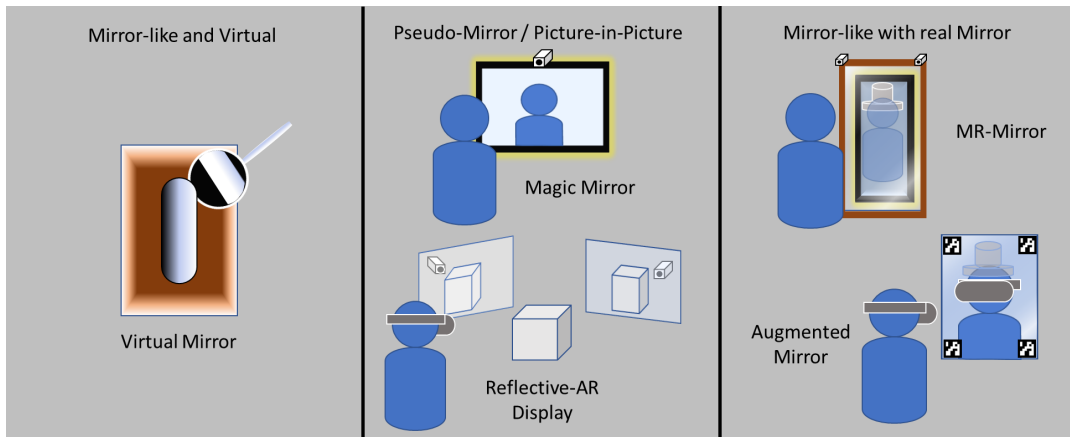 Mirror-like and Virtual
Virtual Mirror
Pseudo-Mirror / Picture-in-Picture
Magic Mirror
Reflective-AR
Display
Mirror-like with real Mirror
MR-Mirror
Augmented
Mirror